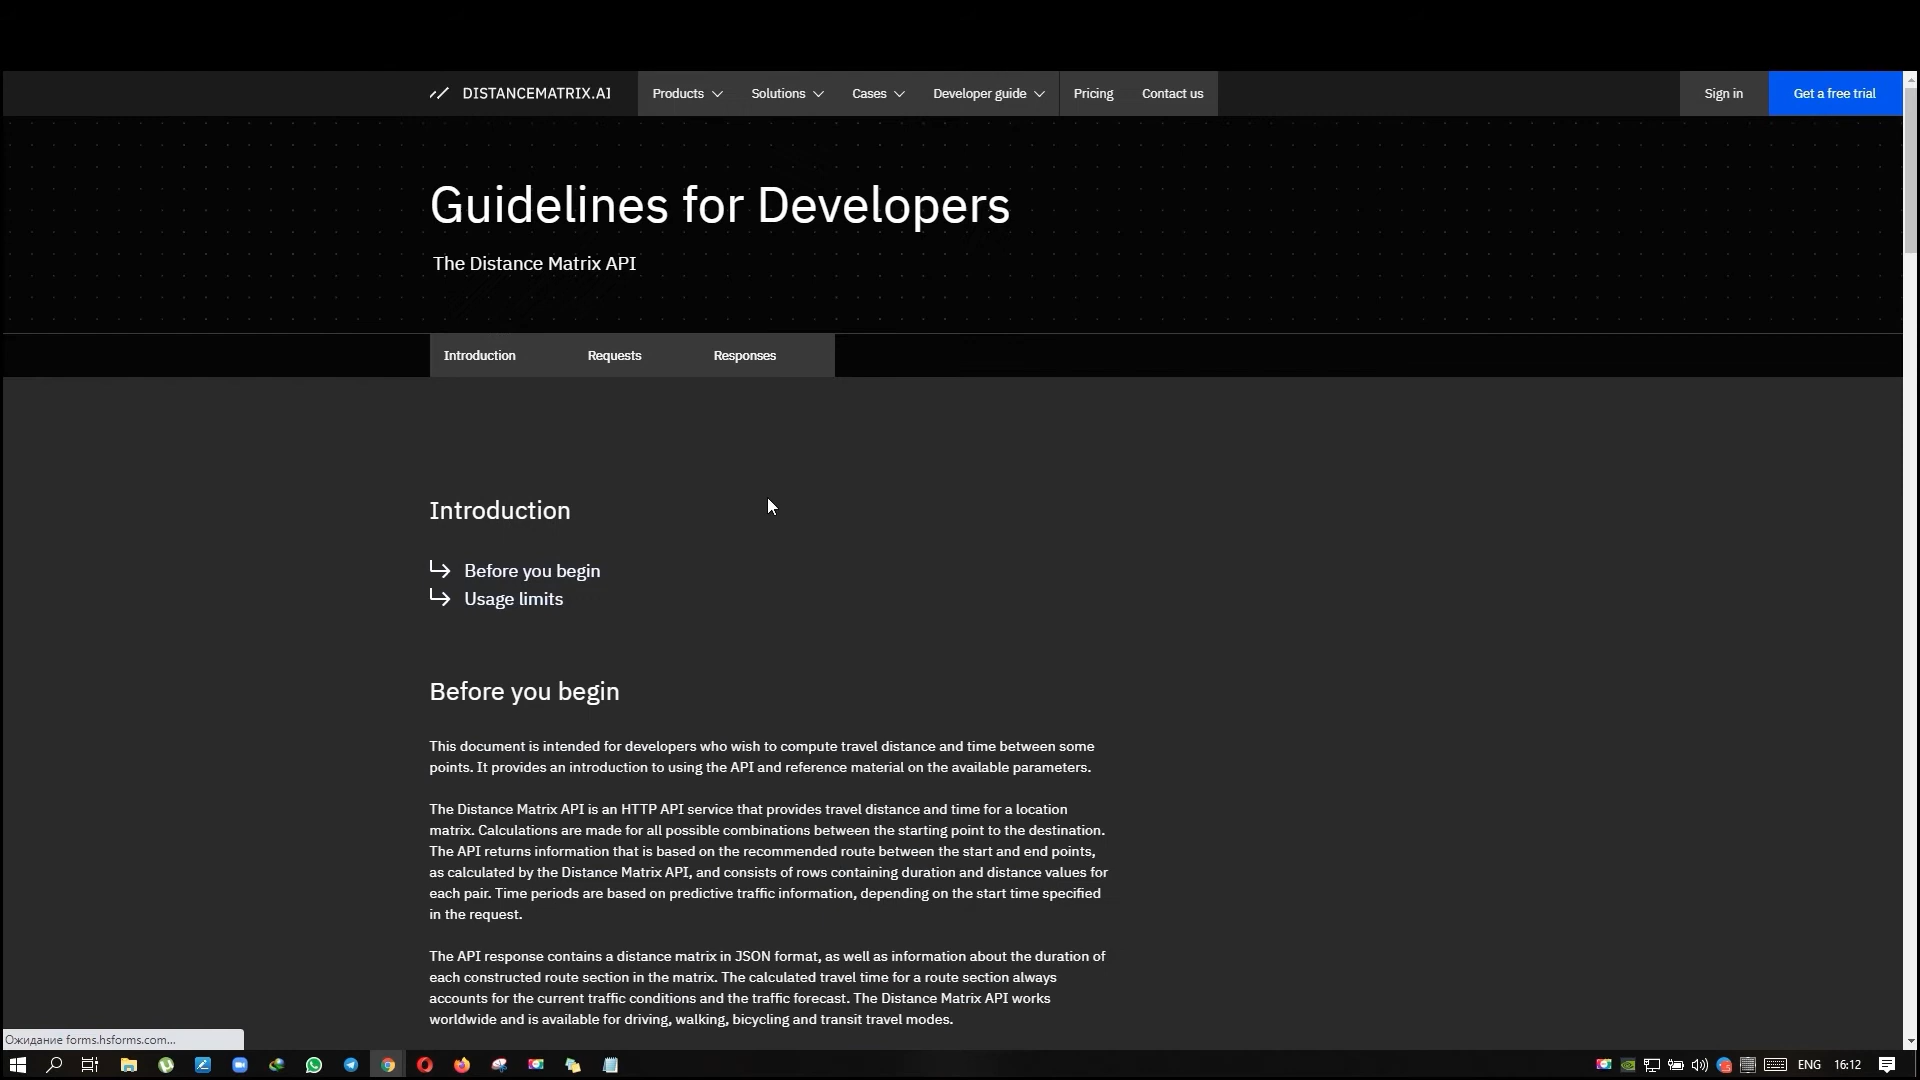 DISTANCEMATRIX.AI Products Solutions Cases Developer guide Pricing Contact us Sign in Get a free trial
Guidelines for Developers
The Distance Matrix API
Introduction Requests Responses
Introduction
Before you begin
Usage limits
Before you begin
This document is intended for developers who wish to compute travel distance and time between some
points. It provides an introduction to using the API and reference material on the available parameters.
The Distance Matrix API is an HTTP API service that provides travel distance and time for a location
matrix. Calculations are made for all possible combinations between the starting point to the destination.
The API returns information that is based on the recommended route between the start and end points,
as calculated by the Distance Matrix API, and consists of rows containing duration and distance values for
each pair. Time periods are based on predictive traffic information, depending on the start time specified
in the request.
The API response contains a distance matrix in JSON format, as well as information about the duration of
each constructed route section in the matrix. The calculated travel time for a route section always
accounts for the current traffic conditions and the traffic forecast. The Distance Matrix API works
worldwide and is available for driving, walking, bicycling and transit travel modes.
Ожидание forms.hsforms.com...
ENG 16:12